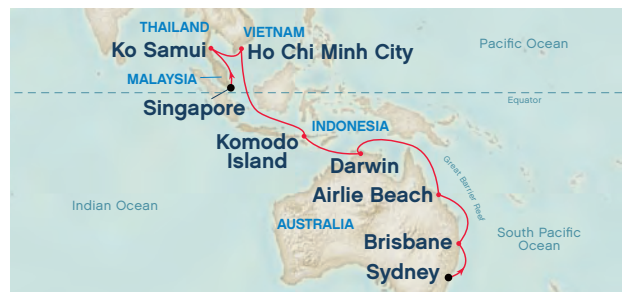 THAILAND
VIETNAM
Ko Samui
Ho Chi Minh City
Pacific Ocean
MALAYSIA
Equator
Singapore
INDONESIA
Komodo
Island
Darwin
Great Barrier Reef
Airlie Beach
Indian Ocean
AUSTRALIA
South Pacific
Ocean
Brisbane
Sydney